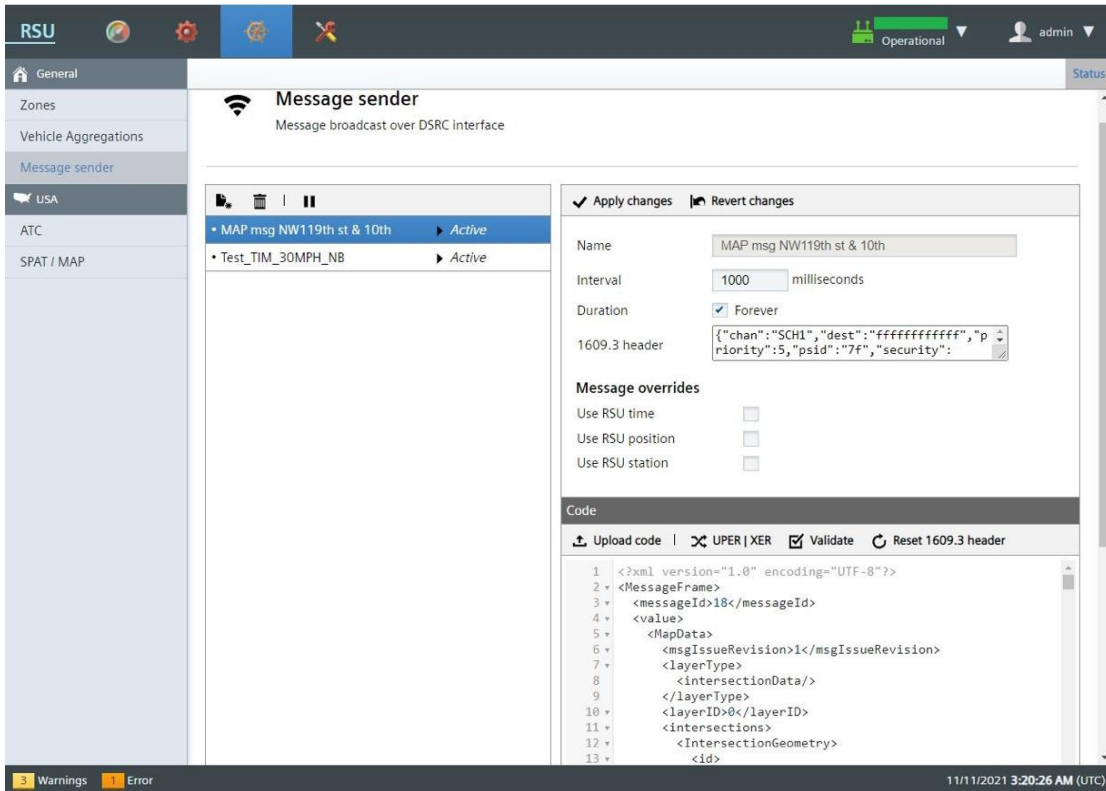 RSU
Operational
admin
General
Status
Zones
Vehicle Aggregations
Message sender
USA
ATC
SPAT / MAP
Message sender
Message broadcast over DSRC interface
• MAP msg NW119th st & 10th Active
• Test_TIM_30MPH_NB Active
Apply changes Revert changes
Name MAP msg NW119th st & 10th
Interval 1000 milliseconds
Duration Forever
1609.3 header {"chan":"SCH1","dest":"ffffffffffff","p
riority":5,"psid":"7f","security":
Message overrides
Use RSU time
Use RSU position
Use RSU station
Code
Upload code | UPER | XER Validate Reset 1609.3 header
1 <?xml version="1.0" encoding="UTF-8"?>
2 <MessageFrame>
3 <messageId>18</messageId>
4 <value>
5 <MapData>
6 <msgIssueRevision>1</msgIssueRevision>
7 <layerType>
8 <intersectionData/>
9 </layerType>
10 <layerID>0</layerID>
11 <intersections>
12 <IntersectionGeometry>
13 <id>
3 Warnings 1 Error
11/11/2021 3:20:26 AM (UTC)